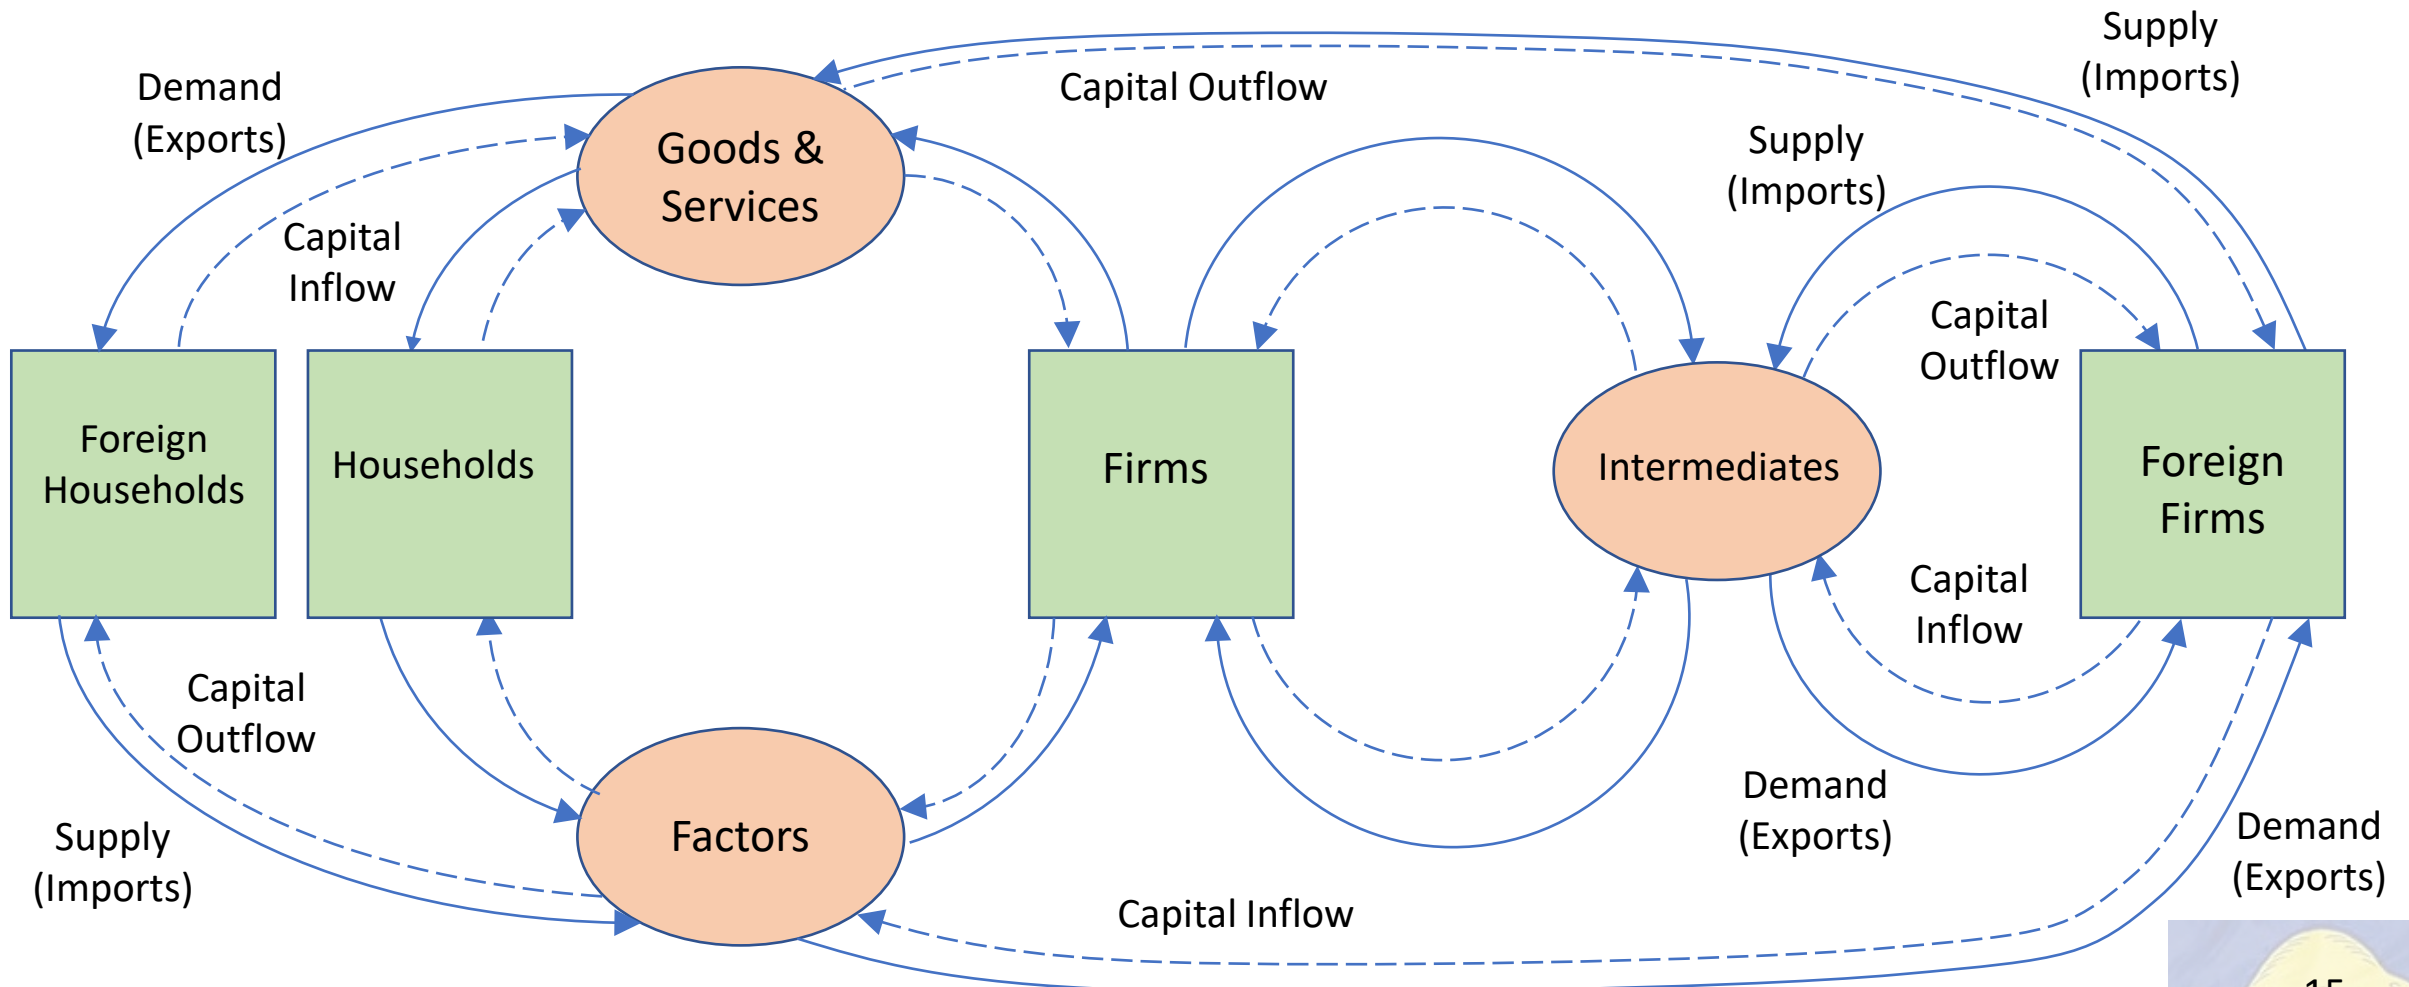 Supply
(Imports)
Demand
(Exports)
Capital Outflow
Goods &
Services
Supply
(Imports)
Capital
Inflow
Capital
Outflow
Foreign
Households
Households
Firms
Intermediates
Foreign
Firms
Capital
Inflow
Capital
Outflow
Demand
(Exports)
Supply
(Imports)
Factors
Demand
(Exports)
Capital Inflow
15